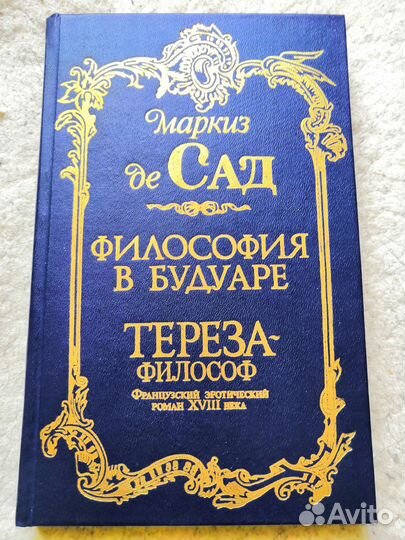 Маркиз
де САД
ФИЛОСОФИЯ
В БУДУАРЕ
ТЕРЕЗА-
ФИЛОСОФ
ФРАНЦУЗСКИЙ ЭРОТИЧЕСКИЙ
РОМАН XVIII ВЕКА
Avito